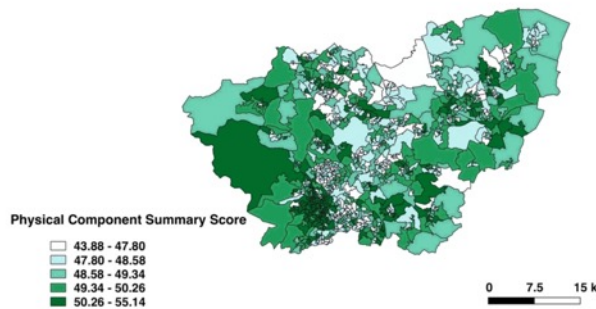 Physical Component Summary Score
43.88 - 47.80
47.80 - 48.58
48.58 - 49.34
49.34 - 50.26
50.26 - 55.14
0 7.5 15 k